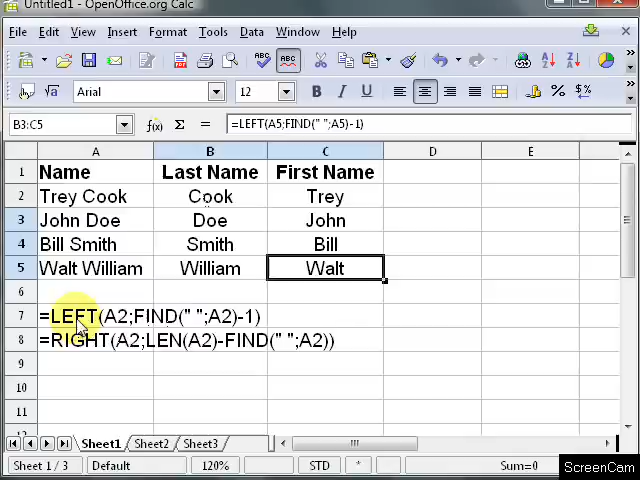 Untitled1 - OpenOffice.org Calc
File Edit View Insert Format Tools Data Window Help
Arial 12 B I U
B3:C5 =LEFT(A5;FIND(" ";A5)-1)
A B C D E
1 Name Last Name First Name
2 Trey Cook Cook Trey
3 John Doe Doe John
4 Bill Smith Smith Bill
5 Walt William William Walt
6
7 =LEFT(A2;FIND(" ";A2)-1)
8 =RIGHT(A2;LEN(A2)-FIND(" ";A2))
9
10
11
Sheet1 Sheet2 Sheet3
Sheet 1 / 3 Default 120% STD * Sum=0 ScreenCam